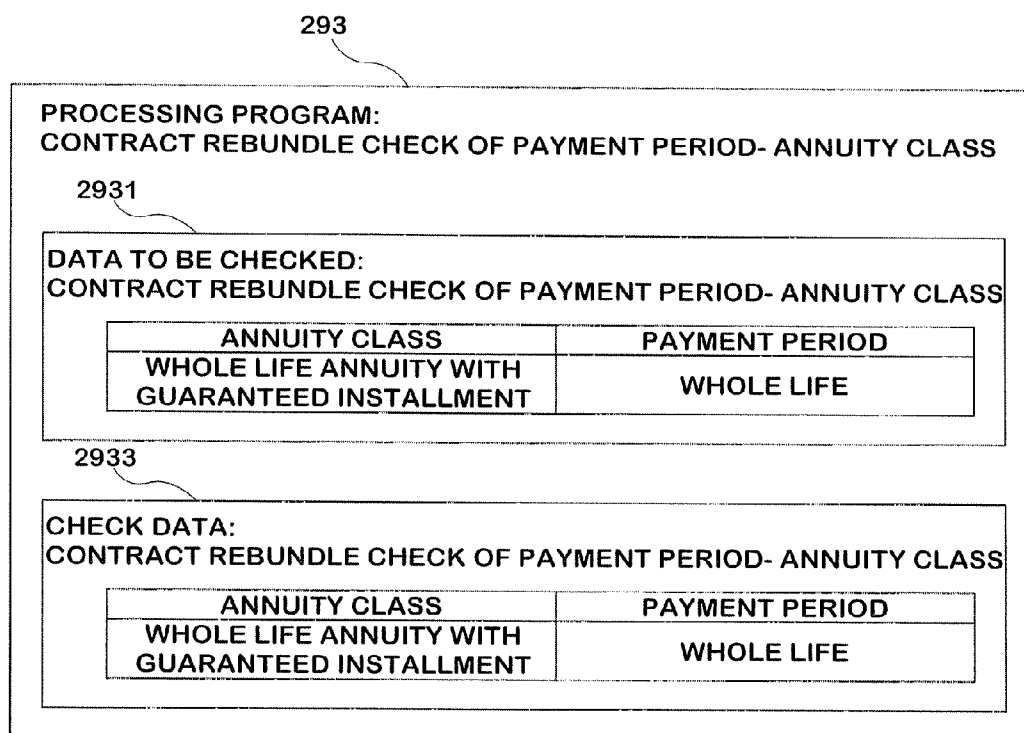 293
PROCESSING PROGRAM:
CONTRACT REBUNDLE CHECK OF PAYMENT PERIOD- ANNUITY CLASS
2931
DATA TO BE CHECKED:
CONTRACT REBUNDLE CHECK OF PAYMENT PERIOD- ANNUITY CLASS
ANNUITY CLASS PAYMENT PERIOD
WHOLE LIFE ANNUITY WITH
GUARANTEED INSTALLMENT WHOLE LIFE
2933
CHECK DATA:
CONTRACT REBUNDLE CHECK OF PAYMENT PERIOD- ANNUITY CLASS
ANNUITY CLASS PAYMENT PERIOD
WHOLE LIFE ANNUITY WITH
GUARANTEED INSTALLMENT WHOLE LIFE